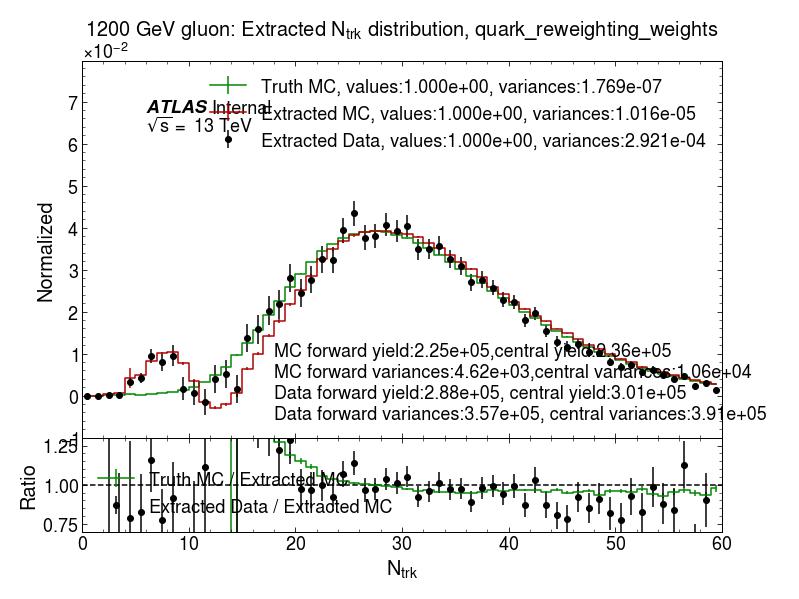 1200 GeV gluon: Extracted Ntrk distribution, quark_reweighting_weights
×10−2
Truth MC, values:1.000e+00, variances:1.769e-07
ATLAS Internal
Extracted MC, values:1.000e+00, variances:1.016e-05
√s = 13 TeV
Extracted Data, values:1.000e+00, variances:2.921e-04
7
6
5
4
3
2
1
0
Normalized
MC forward yield:2.25e+05,central yield:2.36e+05
MC forward variances:4.62e+03,central variances:1.06e+04
Data forward yield:2.88e+05, central yield:3.01e+05
Data forward variances:3.57e+05, central variances:3.91e+05
1.25
1.00
0.75
Ratio
Truth MC / Extracted MC
Extracted Data / Extracted MC
0 10 20 30 40 50 60
Ntrk